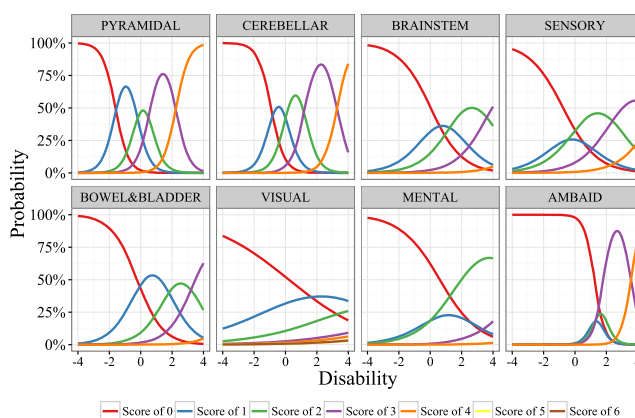 PYRAMIDAL CEREBELLAR BRAINSTEM SENSORY
100%
75%
50%
25%
0%
BOWEL&BLADDER VISUAL MENTAL AMBAID
100%
75%
50%
25%
0%
-4 -2 0 2 4 -4 -2 0 2 4 -4 -2 0 2 4 -4 -2 0 2 4
Probability
Disability
Score of 0 Score of 1 Score of 2 Score of 3 Score of 4 Score of 5 Score of 6